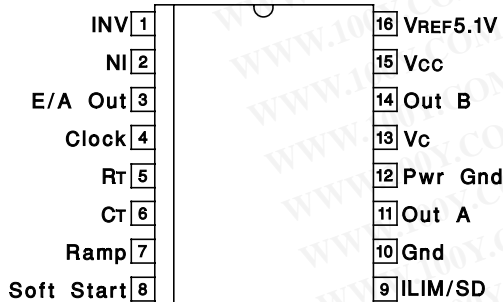 INV 1
16 VREF5.1V
NI 2
15 Vcc
E/A Out 3
14 Out B
Clock 4
13 Vc
RT 5
12 Pwr Gnd
CT 6
11 Out A
Ramp 7
10 Gnd
Soft Start 8
9 ILIM/SD